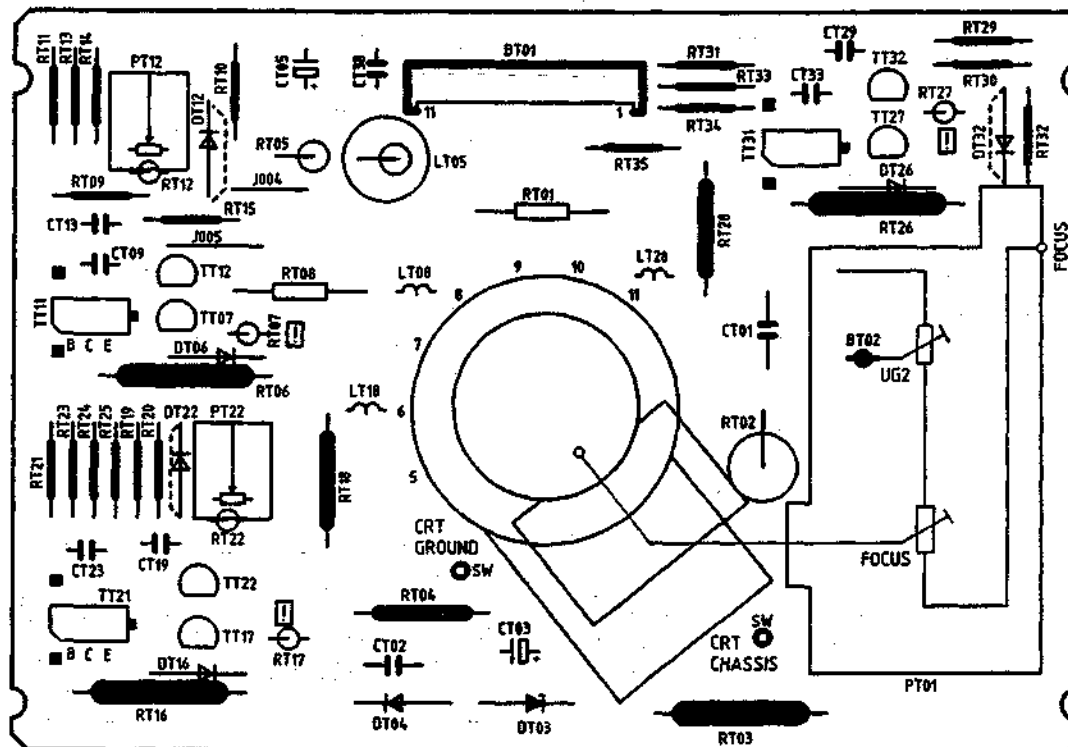 RT11
RT13
RT14
PT12
RT10
CT05
CT38
BT01
11
1
RT31
RT33
RT34
CT29
TT32
RT29
RT30
CT33
RT27
DT12
RT05
LT05
RT35
TT31
TT27
DT32
RT32
RT09
RT12
J004
RT01
RT28
DT26
RT26
CT13
RT15
J005
FOCUS
CT09
TT12
RT08
LT08
9
10
LT28
8
11
TT11
TT07
RT07
CT01
7
BT02
B C E
DT06
RT06
UG2
LT18
6
RT23
RT24
RT25
RT19
RT20
DT22
PT22
RT02
RT21
RT18
5
RT22
CRT
GROUND
SW
CT23
CT19
FOCUS
TT22
TT21
RT04
SW
CRT
CHASSIS
TT17
CT03
B C E
RT17
CT02
DT16
PT01
RT16
DT04
DT03
RT03